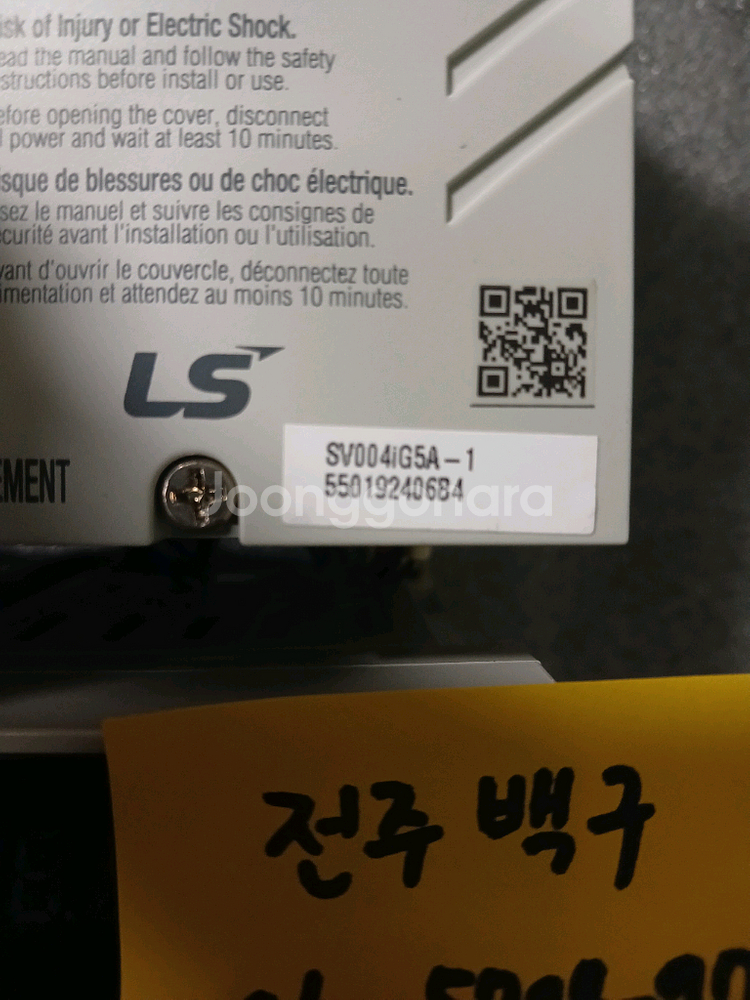 isk of Injury or Electric Shock.
ead the manual and follow the safety
structions before install or use.
efore opening the cover, disconnect
l power and wait at least 10 minutes.
isque de blessures ou de choc électrique.
sez le manuel et suivre les consignes de
curité avant l'installation ou l'utilisation.
vant d'ouvrir le couvercle, déconnectez toute
imentation et attendez au moins 10 minutes.
LS
EMENT
SV004iG5A-1
55019240684
Joonggonara
전주 백구